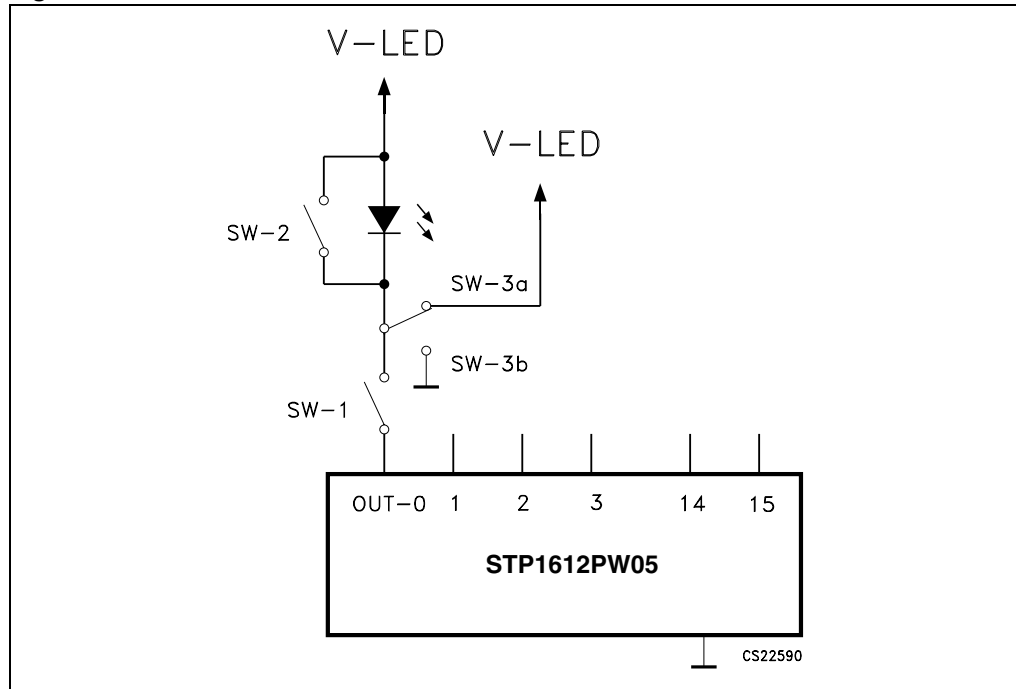 V-LED
V-LED
SW-2
SW-3a
SW-3b
SW-1
OUT-0 1 2 3 14 15
STP1612PW05
CS22590